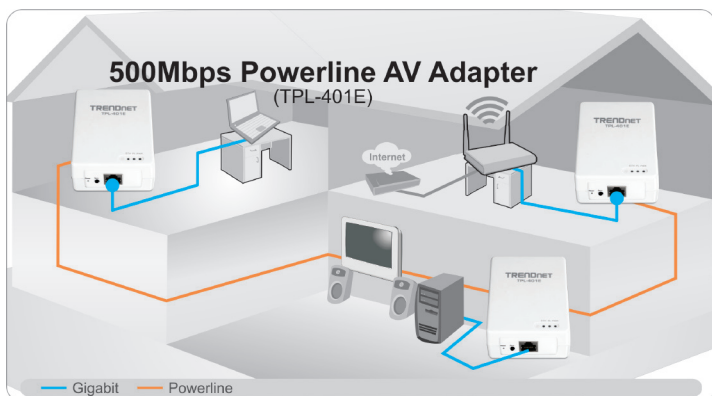 500Mbps Powerline AV Adapter
(TPL-401E)
TRENDNET
TPL-401E
Internet
TRENDNET
TPL-401E
TRENDNET
TPL-401E
Gigabit
Powerline